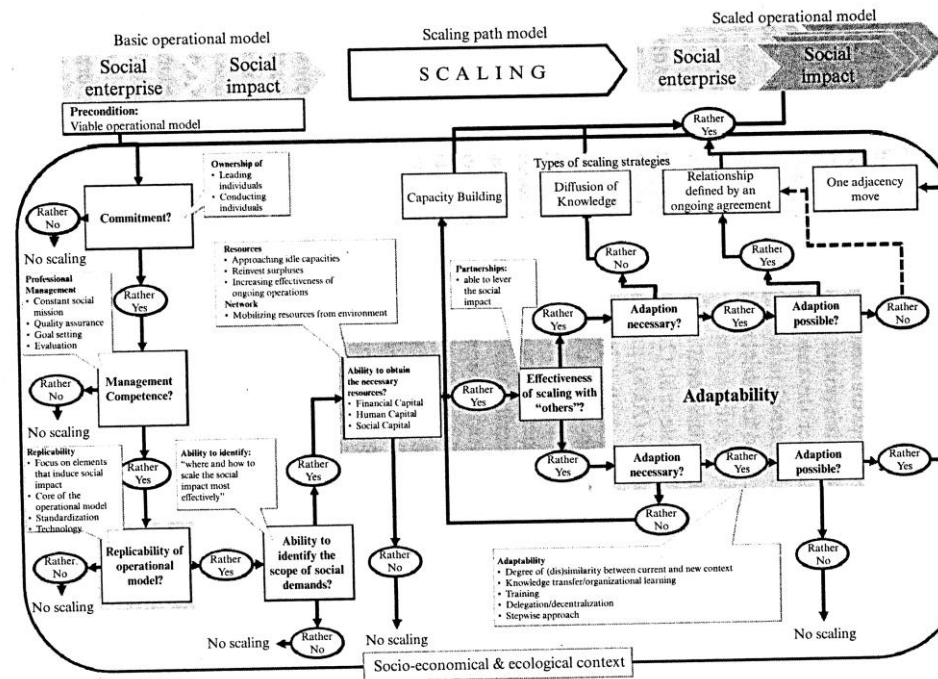 Basic operational model
Social
enterprise
Social
impact
Scaling path model
SCALING
Scaled operational model
Social
enterprise
Social
impact
Precondition:
Viable operational model
Rather
Yes
Types of scaling strategies
Capacity Building
Diffusion of
Knowledge
Relationship
defined by an
ongoing agreement
One adjacency
move
Ownership of
• Leading
individuals
• Conducting
individuals
Commitment?
Rather
No
No scaling
Rather
Yes
Professional
Management
• Constant social
mission
• Quality assurance
• Goal setting
• Evaluation
Management
Competence?
Rather
No
No scaling
Rather
Yes
Replicability
• Focus on elements
that induce social
impact
• Core of the
operational model
• Standardization
• Technology
Replicability of
operational model?
Rather
No
No scaling
Rather
Yes
Ability to identify:
"where and how to
scale the social
impact most
effectively"
Ability to
identify the
scope of social
demands?
Rather
No
No scaling
Rather
Yes
Resources
• Approaching idle capacities
• Reinvest surpluses
• Increasing effectiveness of
ongoing operations
Network
• Mobilizing resources from environment
Ability to obtain
the necessary
resources?
• Financial Capital
• Human Capital
• Social Capital
Rather
No
No scaling
Rather
Yes
Partnerships:
• able to lever
the social
impact
Effectiveness
of scaling with
"others"?
Rather
Yes
Adaption
necessary?
Rather
No
Rather
Yes
Adaption
possible?
Rather
Yes
Rather
No
Adaptability
Rather
Yes
Adaption
necessary?
Rather
No
Rather
Yes
Adaption
possible?
Rather
Yes
Rather
No
No scaling
Adaptability
• Degree of (dis)similarity between current and new context
• Knowledge transfer/organizational learning
• Training
• Delegation/decentralization
• Stepwise approach
Socio-economical & ecological context